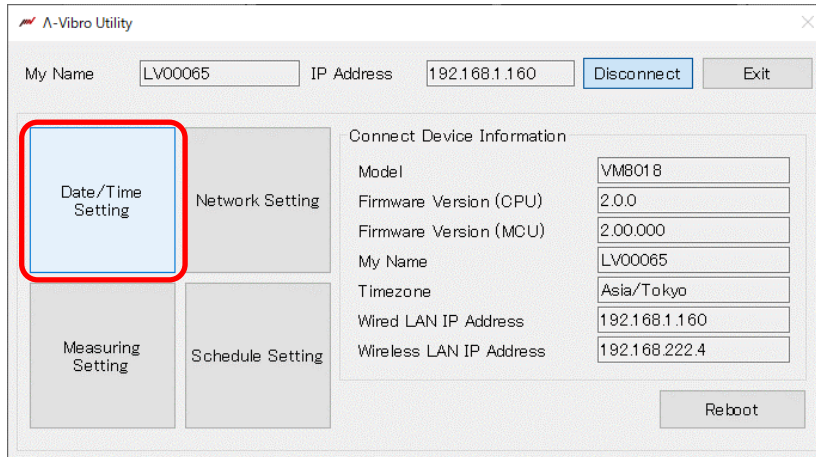 Λ-Vibro Utility
My Name LV00065 IP Address 192.168.1.160 Disconnect Exit
Date/Time
Setting
Network Setting
Measuring
Setting
Schedule Setting
Connect Device Information
Model VM8018
Firmware Version (CPU) 2.0.0
Firmware Version (MCU) 2.00.000
My Name LV00065
Timezone Asia/Tokyo
Wired LAN IP Address 192.168.1.160
Wireless LAN IP Address 192.168.222.4
Reboot